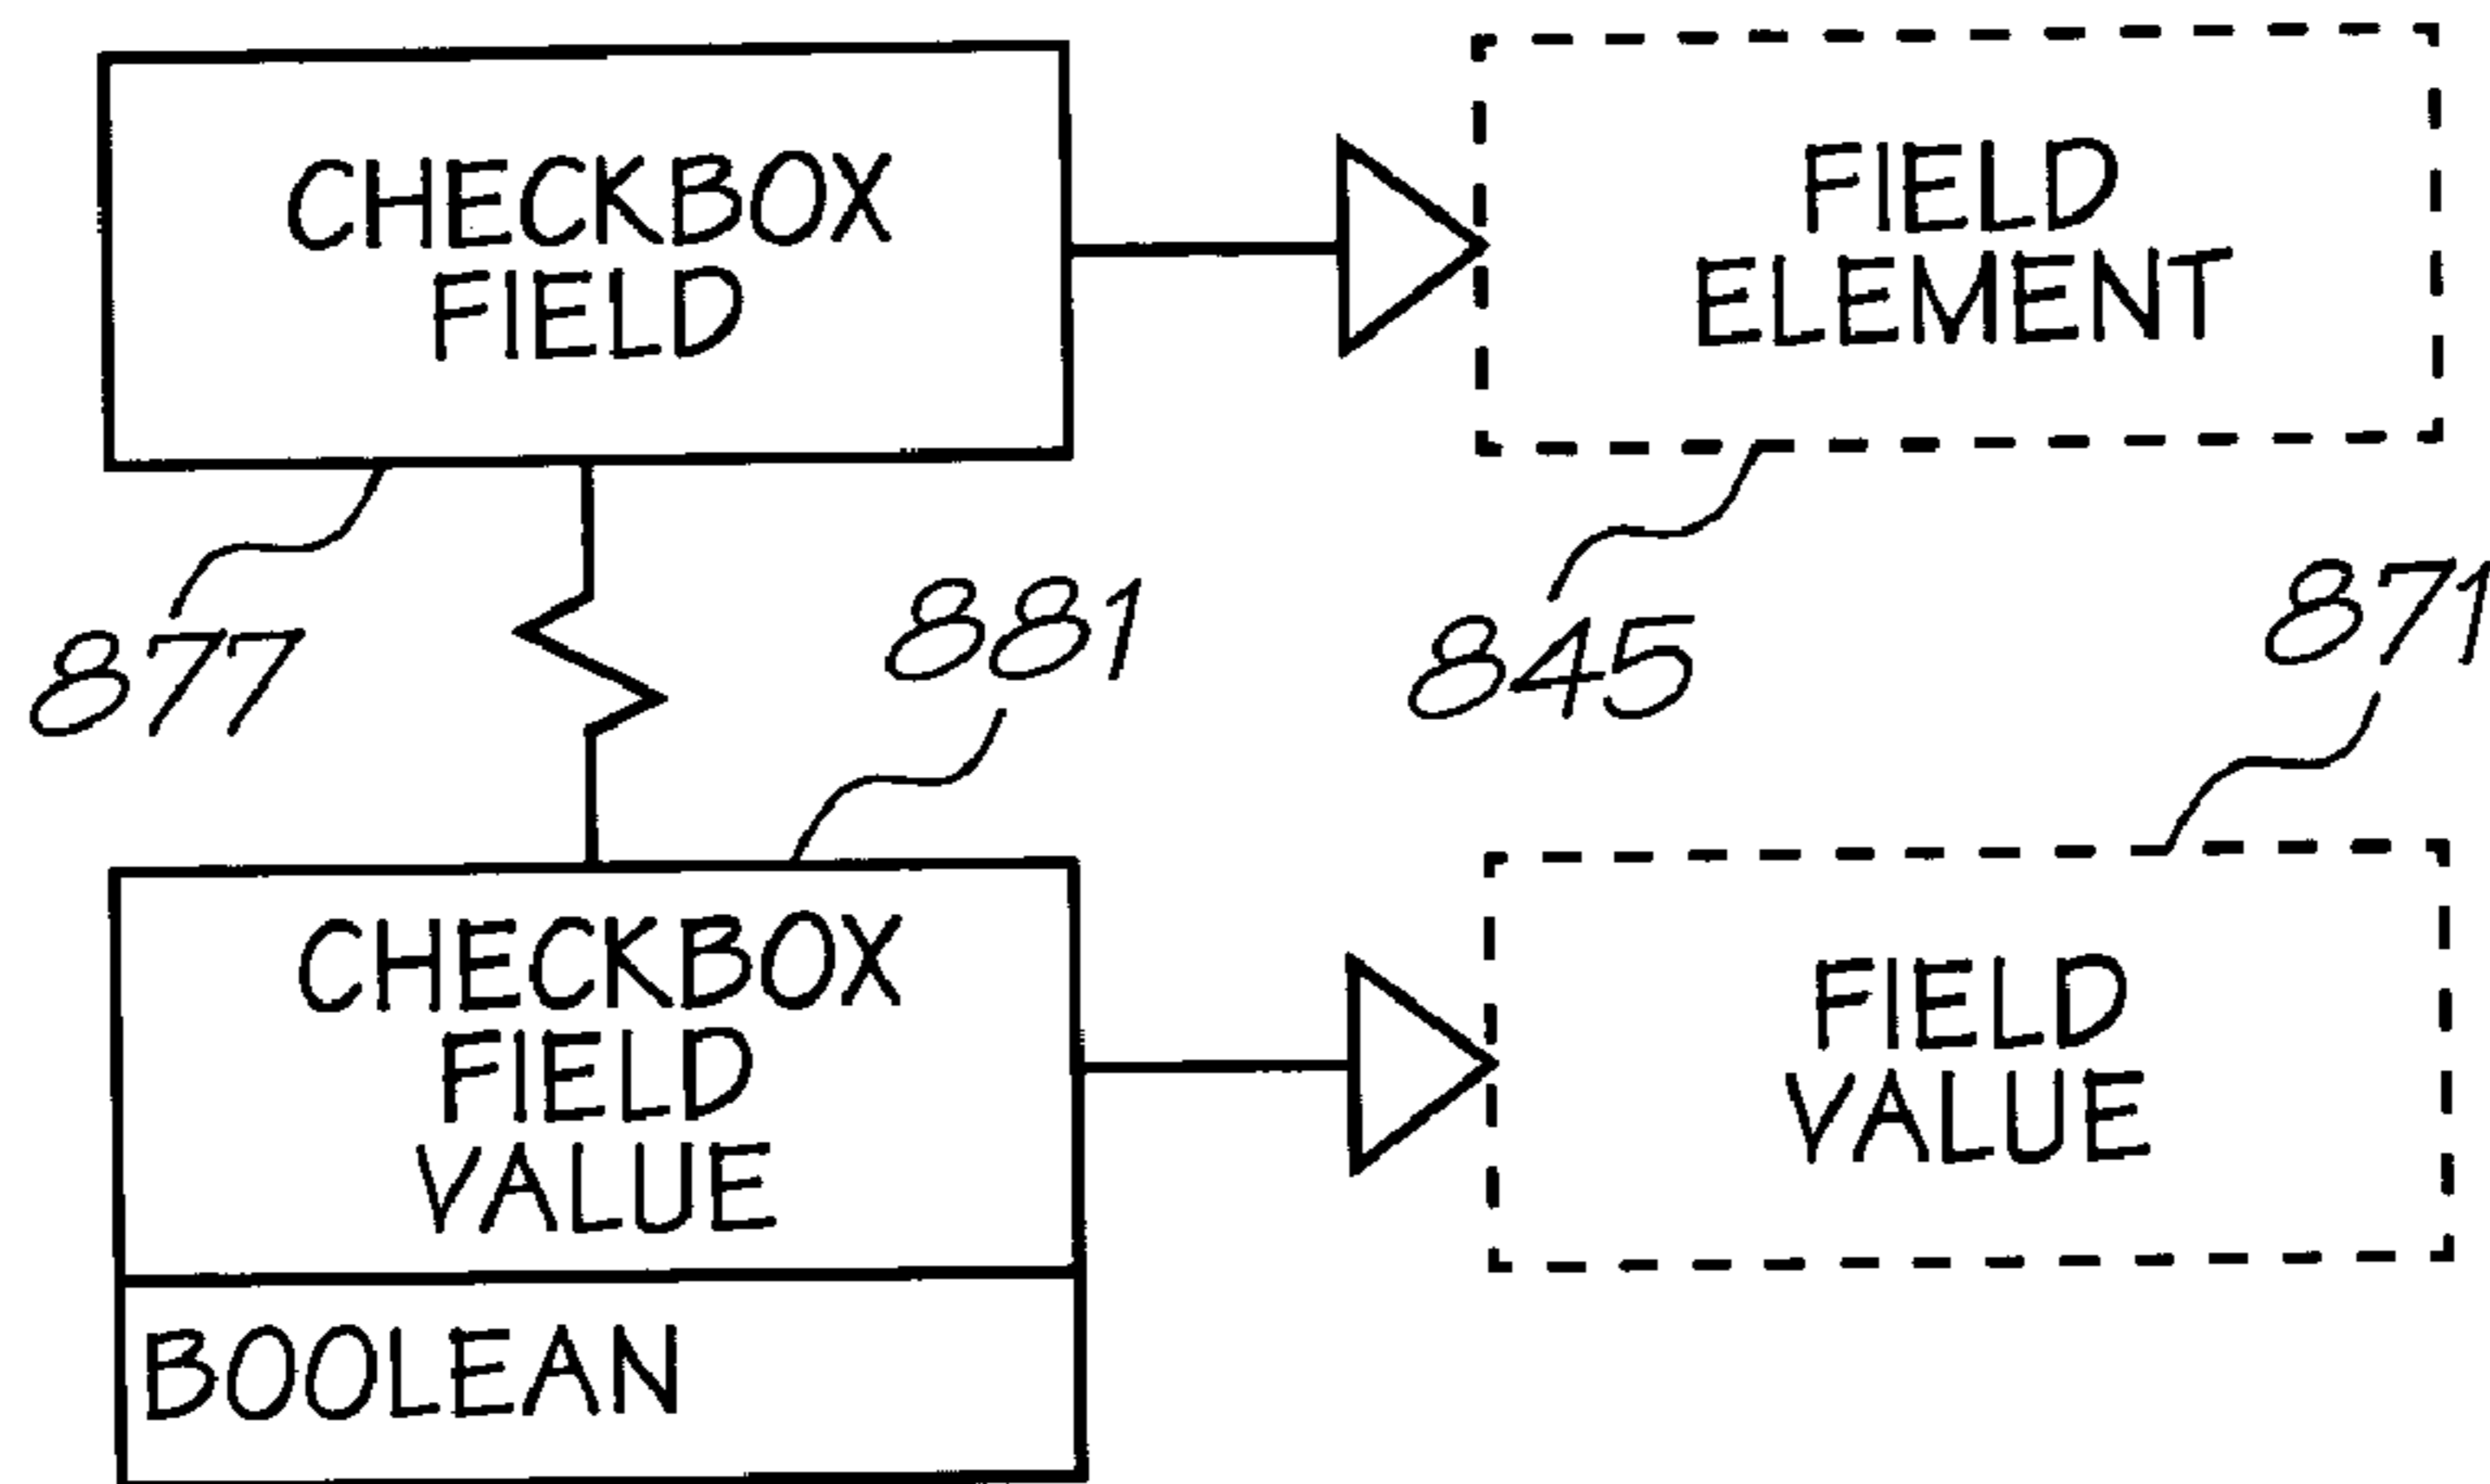 CHECKBOX
FIELD
FIELD
ELEMENT
877
881
845
871
CHECKBOX
FIELD
VALUE
FIELD
VALUE
BOOLEAN